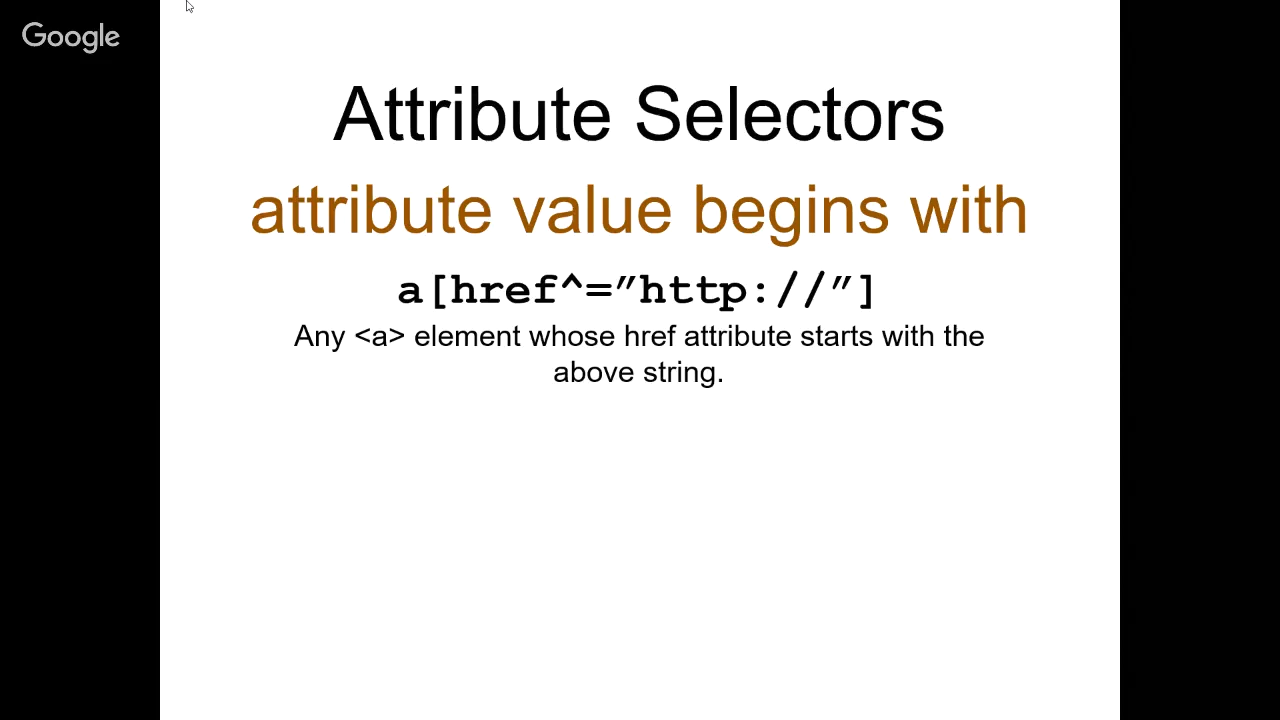 Google
Attribute Selectors
attribute value begins with
a[href^=”http://”]
Any <a> element whose href attribute starts with the
above string.